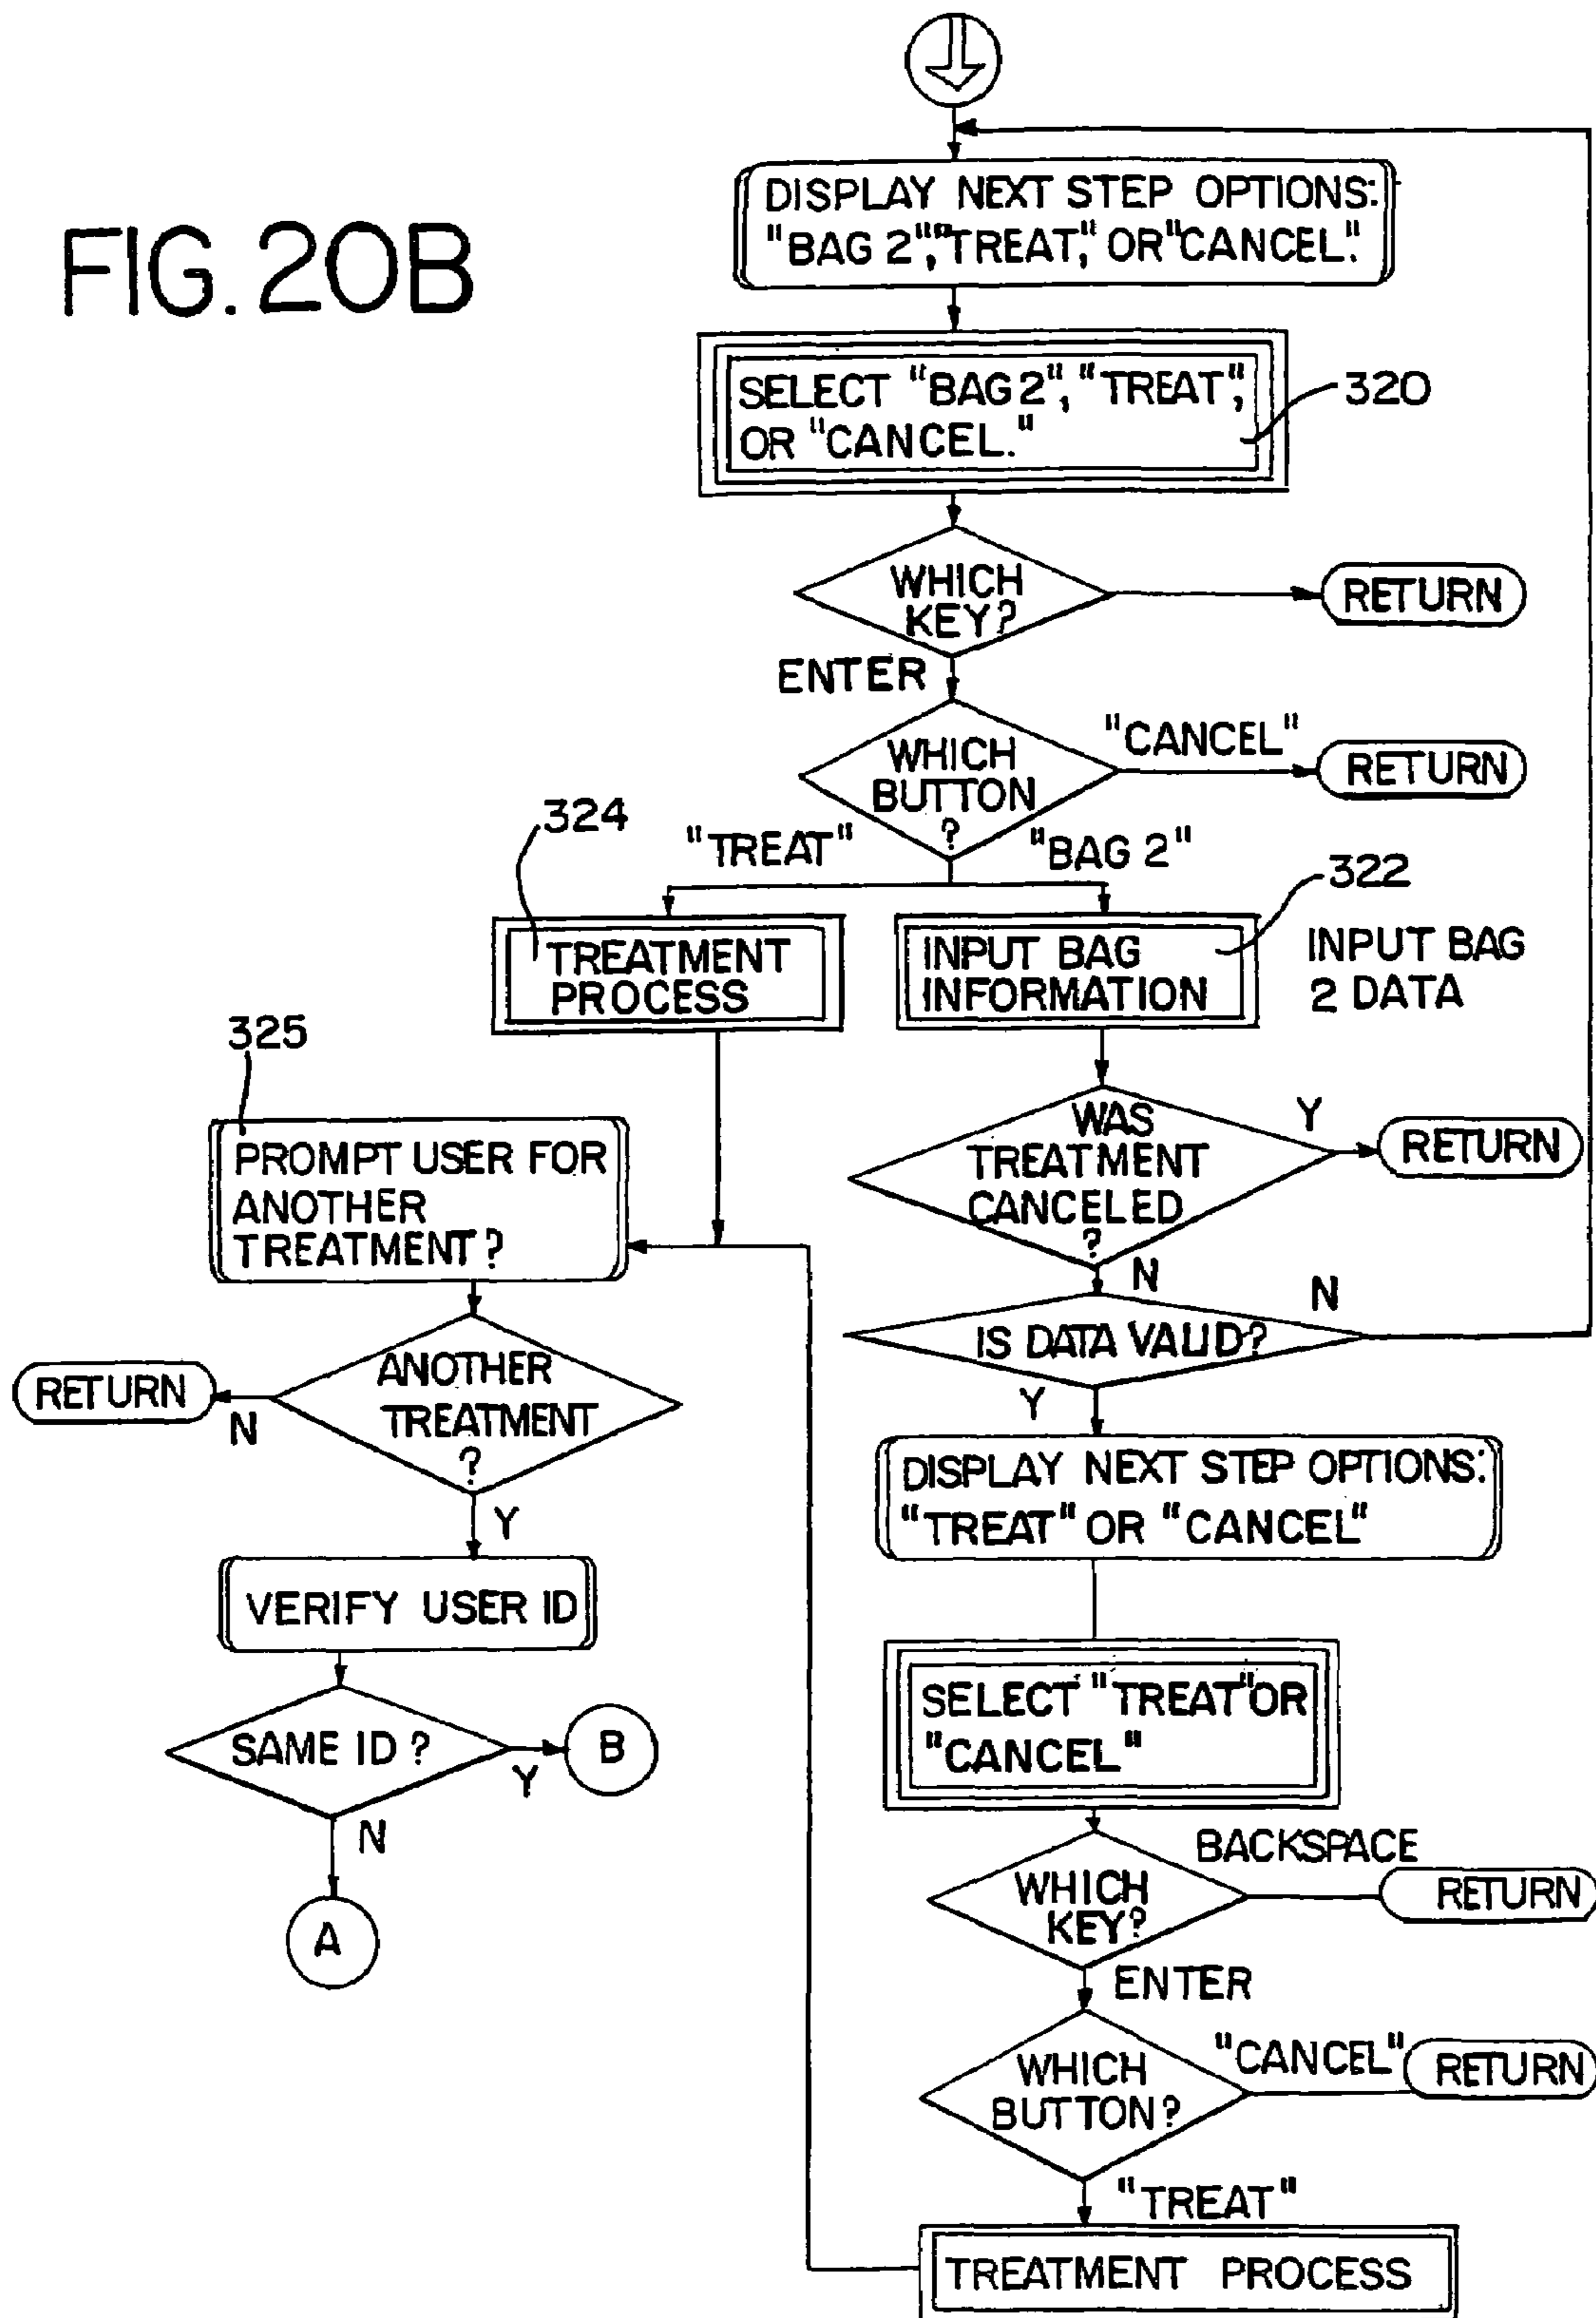 FIG. 20B
DISPLAY NEXT STEP OPTIONS:
"BAG 2","TREAT," OR "CANCEL."
SELECT "BAG 2", "TREAT",
OR "CANCEL."
320
WHICH
KEY?
RETURN
ENTER
WHICH
BUTTON
?
"CANCEL"
RETURN
"TREAT"
"BAG 2"
324
TREATMENT
PROCESS
322
INPUT BAG
INFORMATION
INPUT BAG
2 DATA
325
PROMPT USER FOR
ANOTHER
TREATMENT?
WAS
TREATMENT
CANCELED
?
Y
RETURN
N
IS DATA VALID?
N
Y
ANOTHER
TREATMENT
?
RETURN
N
Y
DISPLAY NEXT STEP OPTIONS:
"TREAT" OR "CANCEL"
VERIFY USER ID
SELECT "TREAT" OR
"CANCEL"
SAME ID?
Y
B
N
A
WHICH
KEY?
BACKSPACE
RETURN
ENTER
WHICH
BUTTON?
"CANCEL"
RETURN
"TREAT"
TREATMENT PROCESS